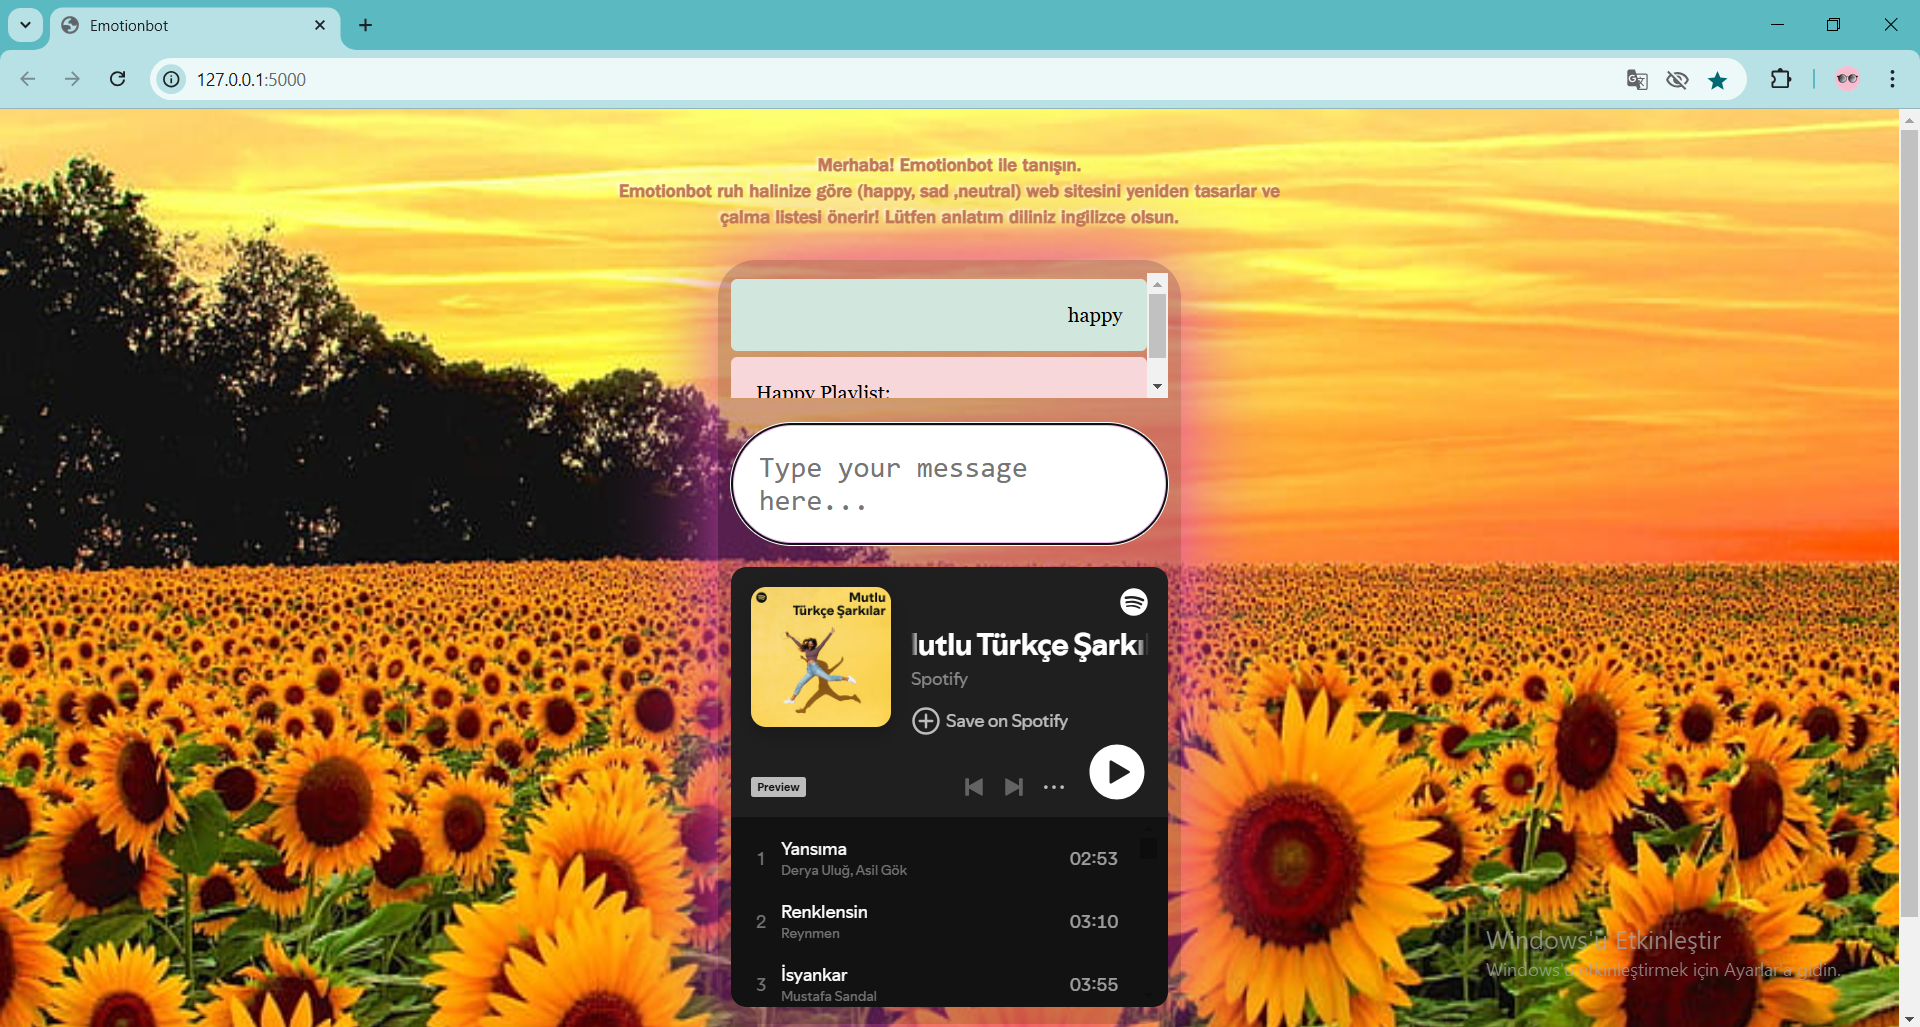 Emotionbot
127.0.0.1:5000
Merhaba! Emotionbot ile tanışın.
Emotionbot ruh halinize göre (happy, sad ,neutral) web sitesini yeniden tasarlar ve
çalma listesi önerir! Lütfen anlatım diliniz ingilizce olsun.
happy
Happy Playlist:
Type your message
here...
Mutlu
Türkçe Şarkılar
lutlu Türkçe Şarkı
Spotify
Save on Spotify
Preview
1 Yansıma 02:53
Derya Uluğ, Asil Gök
2 Renklensin 03:10
Reynmen
3 İsyankar 03:55
Mustafa Sandal
Windows'u Etkinleştir
Windows'u etkinleştirmek için Ayarlar'a gidin.